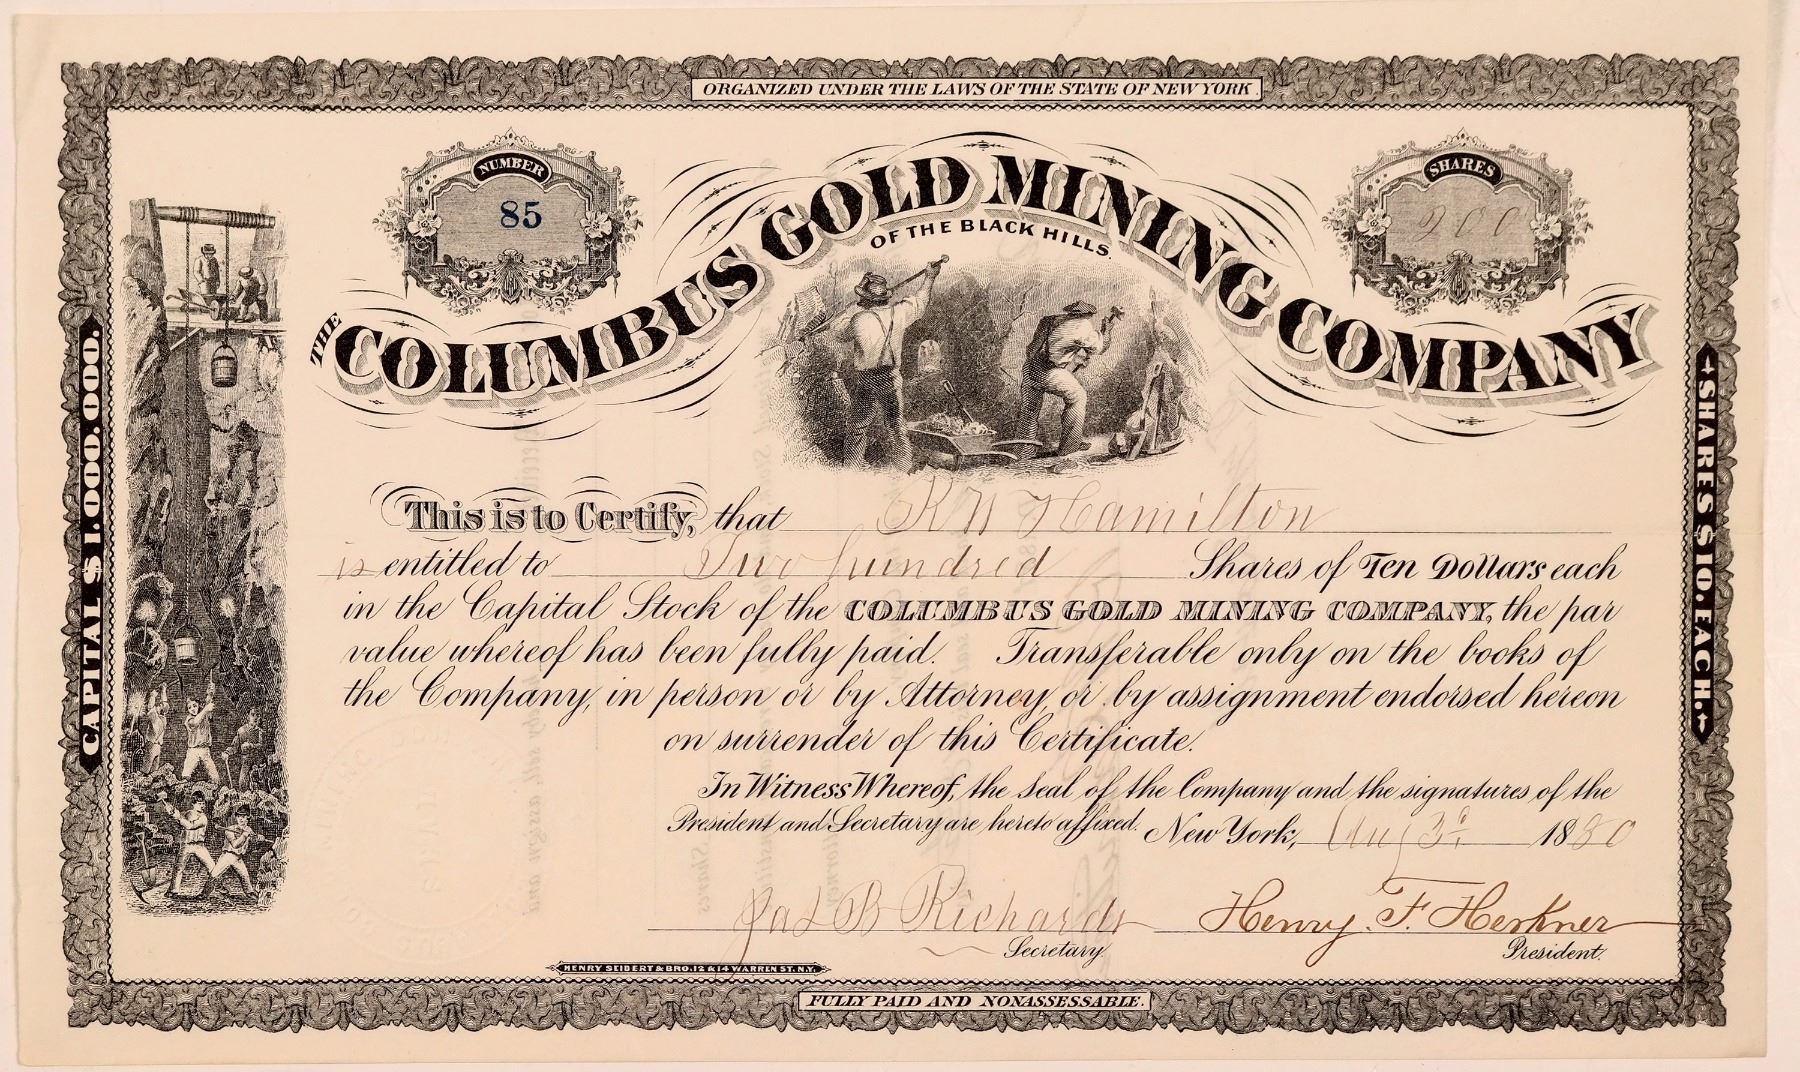 ORGANIZED UNDER THE LAWS OF THE STATE OF NEW YORK.
NUMBER
85
SHARES
200
THE COLUMBUS GOLD MINING COMPANY
OF THE BLACK HILLS.
CAPITAL $1.000.000.
SHARES $10. EACH.
This is to Certify, that K W Hamilton
is entitled to Two hundred Shares of Ten Dollars each
in the Capital Stock of the COLUMBUS GOLD MINING COMPANY, the par
value whereof has been fully paid. Transferable only on the books of
the Company, in person or by Attorney, or by assignment endorsed hereon
on surrender of this Certificate.
In Witness Whereof, the seal of the Company and the signatures of the
President and Secretary are hereto affixed. New York, Aug 3d, 1880
Jas B Richards Henry. F. Herkner
Secretary. President.
HENRY SEIBERT & BRO. 12 & 14 WARREN ST. N.Y.
FULLY PAID AND NONASSESSABLE.